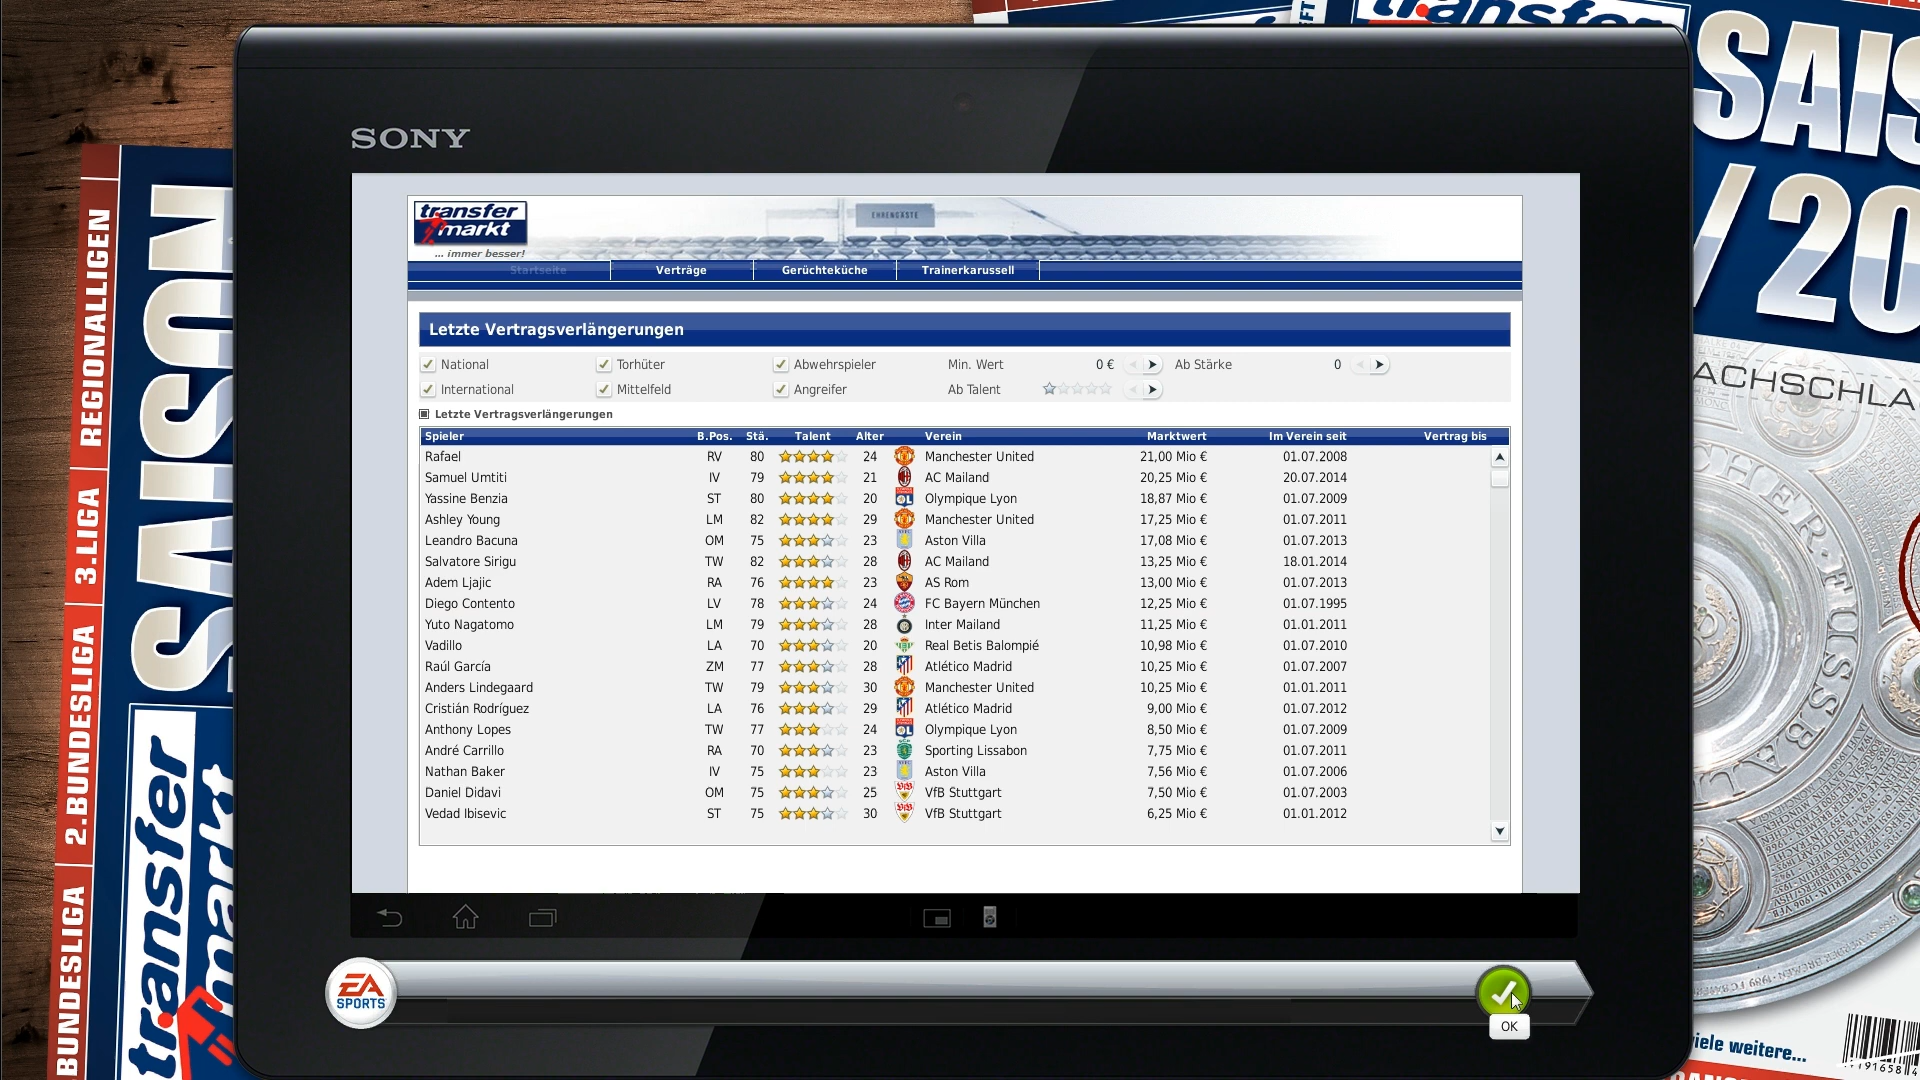 SONY
transfer
markt
... immer besser!
EHRENGÄSTE
Startseite Verträge Gerüchteküche Trainerkarussell
Letzte Vertragsverlängerungen
National Torhüter Abwehrspieler Min. Wert 0 € Ab Stärke 0
International Mittelfeld Angreifer Ab Talent
Letzte Vertragsverlängerungen
Spieler B.Pos. Stä. Talent Alter Verein Marktwert Im Verein seit Vertrag bis
Rafael RV 80 24 Manchester United 21,00 Mio € 01.07.2008
Samuel Umtiti IV 79 21 AC Mailand 20,25 Mio € 20.07.2014
Yassine Benzia ST 80 20 Olympique Lyon 18,87 Mio € 01.07.2009
Ashley Young LM 82 29 Manchester United 17,25 Mio € 01.07.2011
Leandro Bacuna OM 75 23 Aston Villa 17,08 Mio € 01.07.2013
Salvatore Sirigu TW 82 28 AC Mailand 13,25 Mio € 18.01.2014
Adem Ljajic RA 76 23 AS Rom 13,00 Mio € 01.07.2013
Diego Contento LV 78 24 FC Bayern München 12,25 Mio € 01.07.1995
Yuto Nagatomo LM 79 28 Inter Mailand 11,25 Mio € 01.01.2011
Vadillo LA 70 20 Real Betis Balompié 10,98 Mio € 01.07.2010
Raúl García ZM 77 28 Atlético Madrid 10,25 Mio € 01.07.2007
Anders Lindegaard TW 79 30 Manchester United 10,25 Mio € 01.01.2011
Cristián Rodríguez LA 76 29 Atlético Madrid 9,00 Mio € 01.07.2012
Anthony Lopes TW 77 24 Olympique Lyon 8,50 Mio € 01.07.2009
André Carrillo RA 70 23 Sporting Lissabon 7,75 Mio € 01.07.2011
Nathan Baker IV 75 23 Aston Villa 7,56 Mio € 01.07.2006
Daniel Didavi OM 75 25 VfB Stuttgart 7,50 Mio € 01.07.2003
Vedad Ibisevic ST 75 30 VfB Stuttgart 6,25 Mio € 01.01.2012
EA
SPORTS
OK
BUNDESLIGA 2.BUNDESLIGA 3.LIGA REGIONALLIGEN
transfer
markt
SAISON
transfer
SAIS
/20
ACHSCHLA
iele weitere...